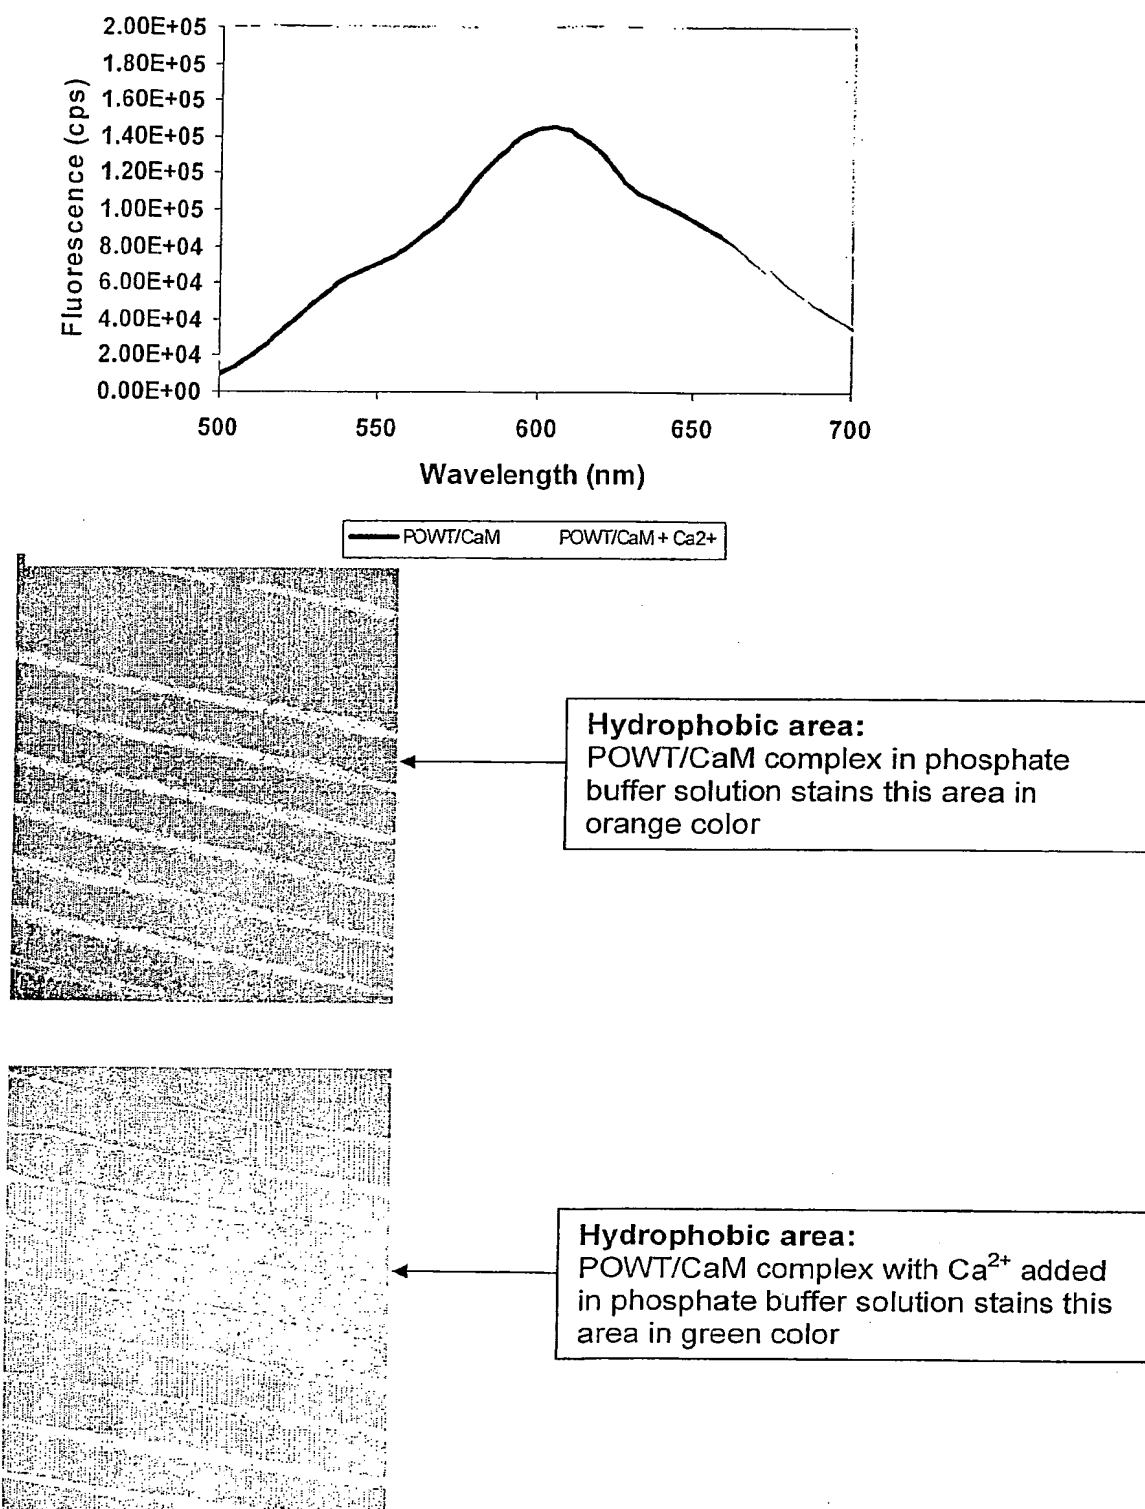 2.00E+05
1.80E+05
1.60E+05
1.40E+05
1.20E+05
1.00E+05
8.00E+04
6.00E+04
4.00E+04
2.00E+04
0.00E+00
Fluorescence (cps)
500 550 600 650 700
Wavelength (nm)
POWT/CaM POWT/CaM + Ca2+
Hydrophobic area:
POWT/CaM complex in phosphate
buffer solution stains this area in
orange color
Hydrophobic area:
POWT/CaM complex with Ca²⁺ added
in phosphate buffer solution stains this
area in green color